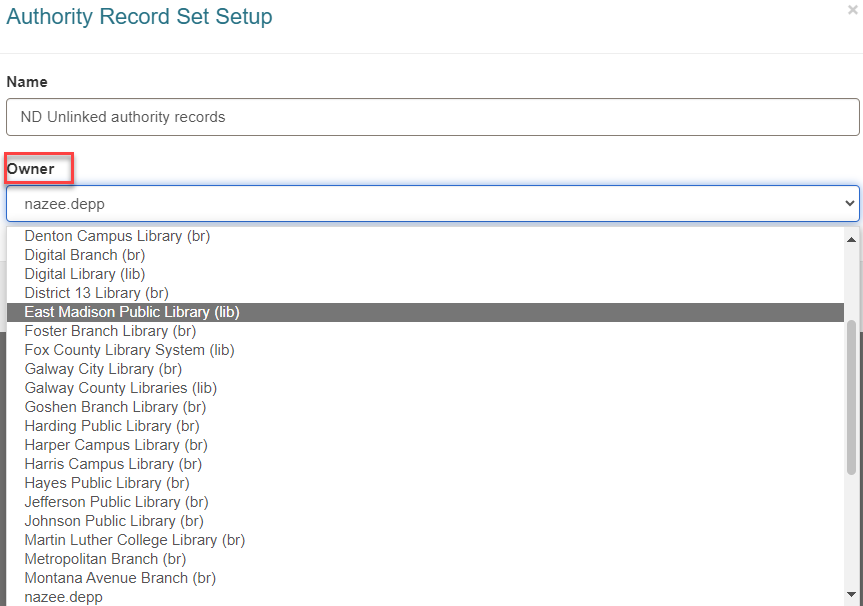 Authority Record Set Setup
Name
ND Unlinked authority records
Owner
nazee.depp
Denton Campus Library (br)
Digital Branch (br)
Digital Library (lib)
District 13 Library (br)
East Madison Public Library (lib)
Foster Branch Library (br)
Fox County Library System (lib)
Galway City Library (br)
Galway County Libraries (lib)
Goshen Branch Library (br)
Harding Public Library (br)
Harper Campus Library (br)
Harris Campus Library (br)
Hayes Public Library (br)
Jefferson Public Library (br)
Johnson Public Library (br)
Martin Luther College Library (br)
Metropolitan Branch (br)
Montana Avenue Branch (br)
nazee.depp